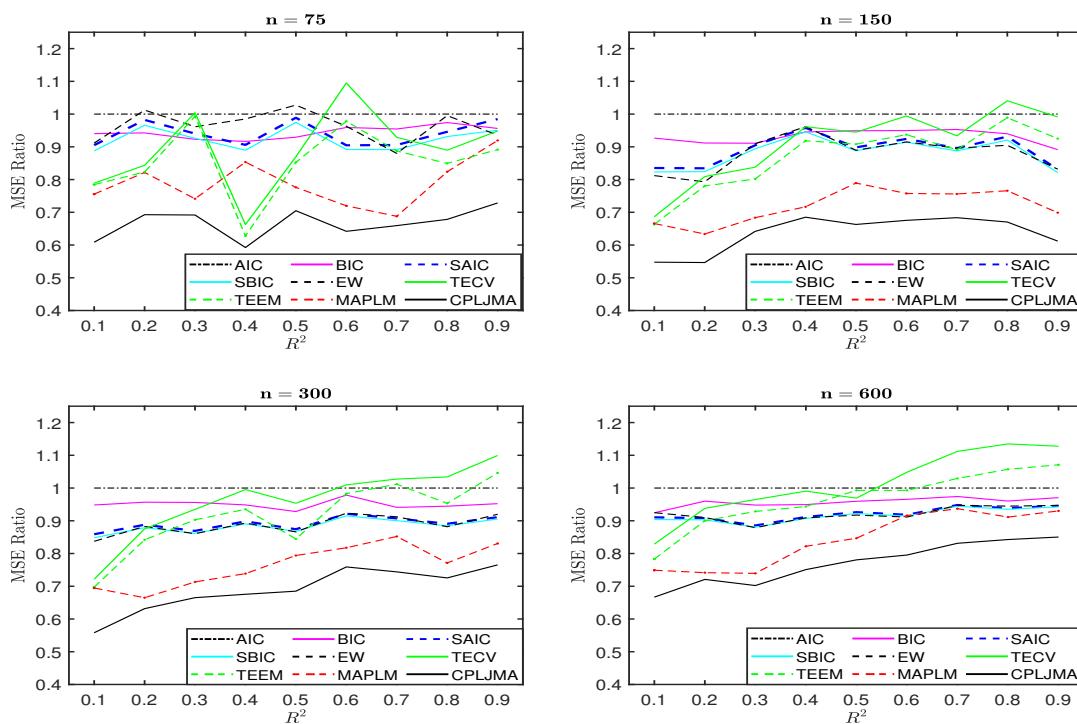 n = 75
MSE Ratio
1.2
1.1
1
0.9
0.8
0.7
0.6
0.5
0.4
AIC BIC SAIC
SBIC EW TECV
TEEM MAPLM CPLJMA
0.1 0.2 0.3 0.4 0.5 0.6 0.7 0.8 0.9
R²
n = 150
MSE Ratio
1.2
1.1
1
0.9
0.8
0.7
0.6
0.5
0.4
AIC BIC SAIC
SBIC EW TECV
TEEM MAPLM CPLJMA
0.1 0.2 0.3 0.4 0.5 0.6 0.7 0.8 0.9
R²
n = 300
MSE Ratio
1.2
1.1
1
0.9
0.8
0.7
0.6
0.5
0.4
AIC BIC SAIC
SBIC EW TECV
TEEM MAPLM CPLJMA
0.1 0.2 0.3 0.4 0.5 0.6 0.7 0.8 0.9
R²
n = 600
MSE Ratio
1.2
1.1
1
0.9
0.8
0.7
0.6
0.5
0.4
AIC BIC SAIC
SBIC EW TECV
TEEM MAPLM CPLJMA
0.1 0.2 0.3 0.4 0.5 0.6 0.7 0.8 0.9
R²